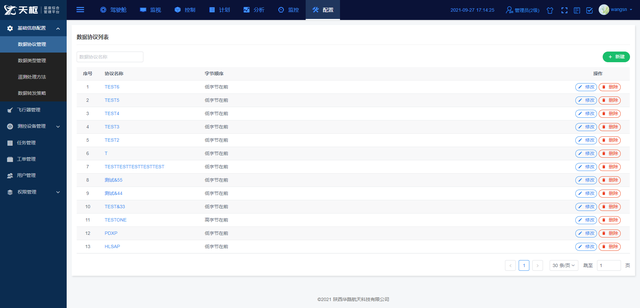 天枢
驾驶舱 监视 控制 计划 分析 监控 配置
2021-09-27 17:14:23 管理员(2级) wangsx
基础信息配置
数据协议管理
数据类型管理
遥测处理方法
数据转发策略
飞行器管理
测控设备管理
任务管理
工单管理
用户管理
权限管理
数据协议列表
数据协议名称
+ 新建
序号 协议名称 字节顺序 操作
1 TEST6 低字节在前 修改 删除
2 TEST5 低字节在前 修改 删除
3 TEST4 低字节在前 修改 删除
4 TEST3 低字节在前 修改 删除
5 TEST2 低字节在前 修改 删除
6 T 低字节在前 修改 删除
7 TESTTESTTESTTESTTEST 低字节在前 修改 删除
8 测试&55 低字节在前 修改 删除
9 测试&44 低字节在前 修改 删除
10 TEST&33 低字节在前 修改 删除
11 TESTONE 高字节在前 修改 删除
12 PDXP 低字节在前 修改 删除
13 HLSAP 低字节在前 修改 删除
< 1 > 30 条/页 跳至 1 页
©2021 陕西华晶航天科技有限公司